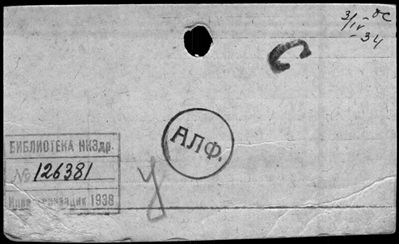 3/IV-
-34
С
АЛФ.
БИБЛИОТЕКА НКЗдр.
№ 126381
1938
У